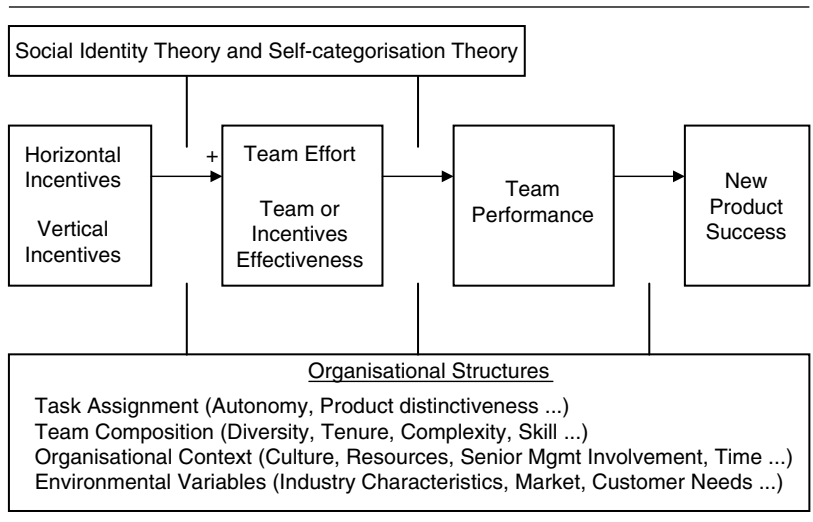 Social Identity Theory and Self-categorisation Theory
Horizontal
Incentives
Vertical
Incentives
+
Team Effort
Team or
Incentives
Effectiveness
Team
Performance
New
Product
Success
Organisational Structures
Task Assignment (Autonomy, Product distinctiveness ...)
Team Composition (Diversity, Tenure, Complexity, Skill ...)
Organisational Context (Culture, Resources, Senior Mgmt Involvement, Time ...)
Environmental Variables (Industry Characteristics, Market, Customer Needs ...)